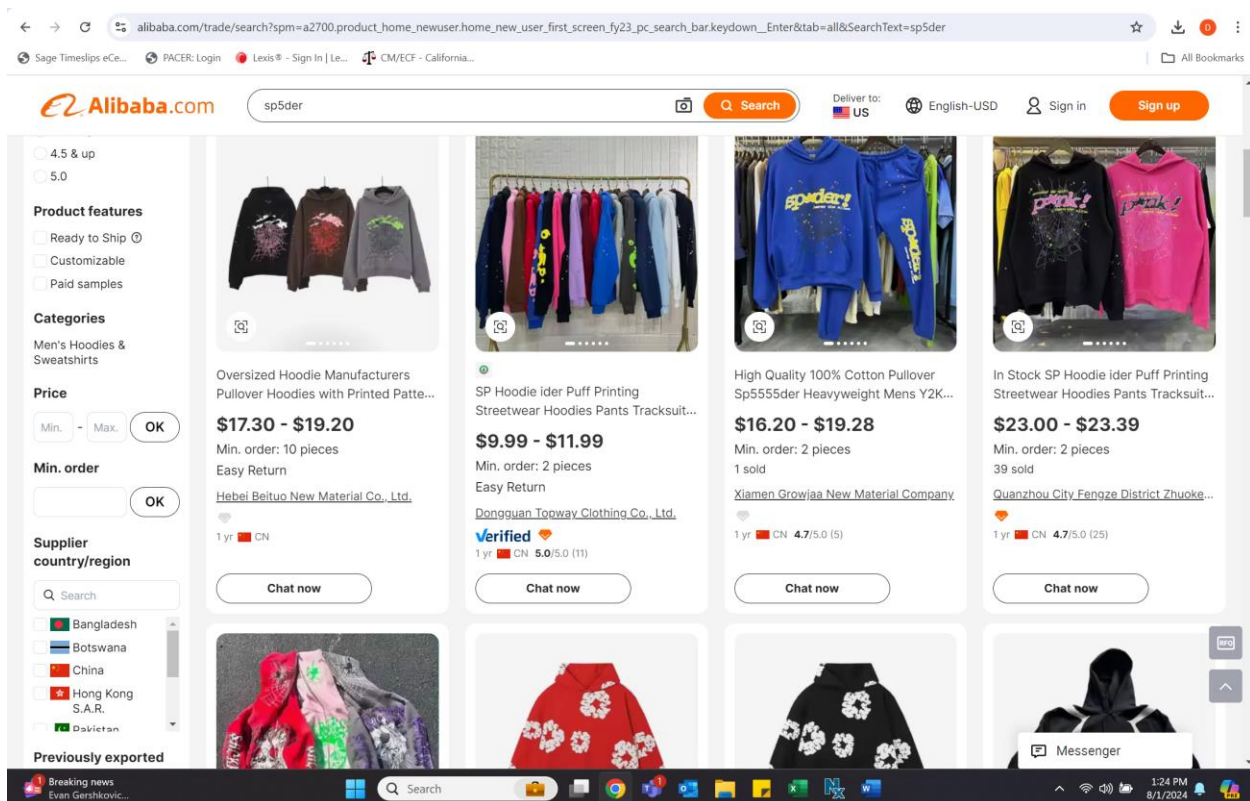 alibaba.com/trade/search?spm=a2700.product_home_newuser.home_new_user_first_screen_fy23_pc_search_bar.keydown__Enter&tab=all&SearchText=sp5der
Sage Timeslips eCe... PACER: Login Lexis® - Sign In | Le... CM/ECF - California... All Bookmarks
Alibaba.com sp5der Search Deliver to: US English-USD Sign in Sign up
4.5 & up
5.0
Product features
Ready to Ship
Customizable
Paid samples
Categories
Men's Hoodies &
Sweatshirts
Price
Min. - Max. OK
Min. order
OK
Supplier
country/region
Search
Bangladesh
Botswana
China
Hong Kong
S.A.R.
Pakistan
Previously exported
Oversized Hoodie Manufacturers
Pullover Hoodies with Printed Patte...
$17.30 - $19.20
Min. order: 10 pieces
Easy Return
Hebei Beituo New Material Co., Ltd.
1 yr CN
Chat now
SP Hoodie ider Puff Printing
Streetwear Hoodies Pants Tracksuit...
$9.99 - $11.99
Min. order: 2 pieces
Easy Return
Dongguan Topway Clothing Co., Ltd.
Verified
1 yr CN 5.0/5.0 (11)
Chat now
High Quality 100% Cotton Pullover
Sp5555der Heavyweight Mens Y2K...
$16.20 - $19.28
Min. order: 2 pieces
1 sold
Xiamen Growjaa New Material Company
1 yr CN 4.7/5.0 (5)
Chat now
In Stock SP Hoodie ider Puff Printing
Streetwear Hoodies Pants Tracksuit...
$23.00 - $23.39
Min. order: 2 pieces
39 sold
Quanzhou City Fengze District Zhuoke...
1 yr CN 4.7/5.0 (25)
Chat now
RFQ
Messenger
Breaking news
Evan Gershkovic...
Search
1:24 PM
8/1/2024